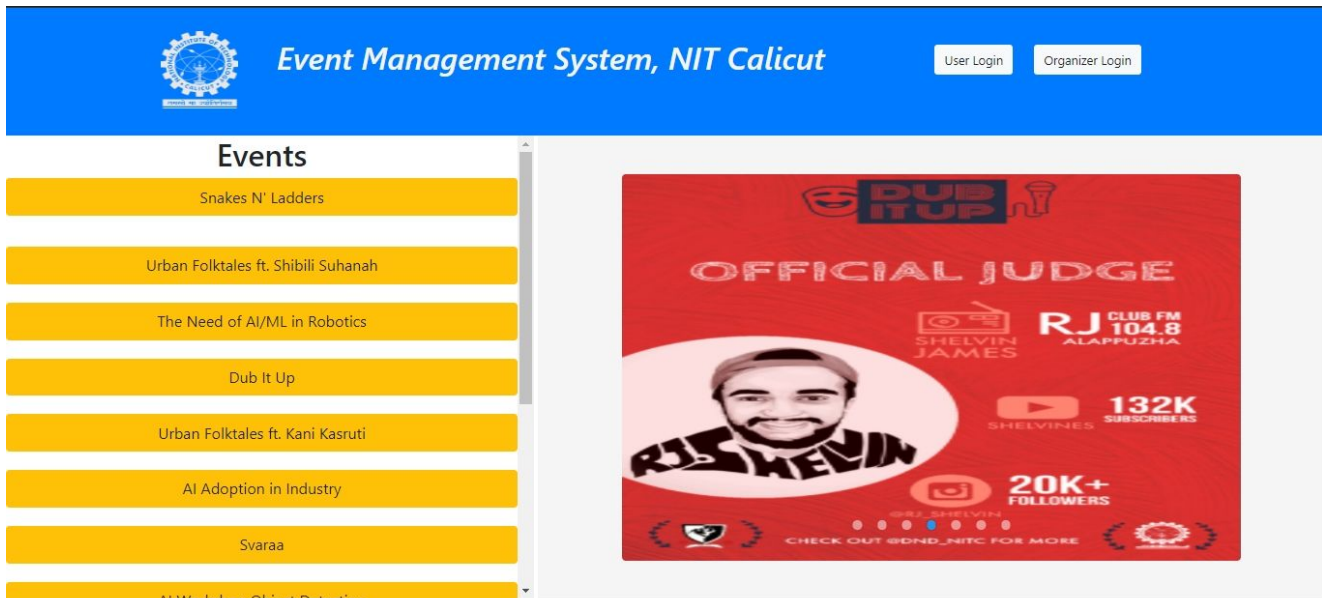 Event Management System, NIT Calicut
User Login
Organizer Login
Events
Snakes N' Ladders
Urban Folktales ft. Shibili Suhanah
The Need of AI/ML in Robotics
Dub It Up
Urban Folktales ft. Kani Kasruti
AI Adoption in Industry
Svaraa
DUB
IT UP
OFFICIAL JUDGE
SHELVIN
JAMES
RJ CLUB FM
104.8
ALAPPUZHA
132K
SUBSCRIBERS
SHELVINES
RJ.SHELVIN
20K+
FOLLOWERS
@RJ_SHELVIN
CHECK OUT @DND_NITC FOR MORE